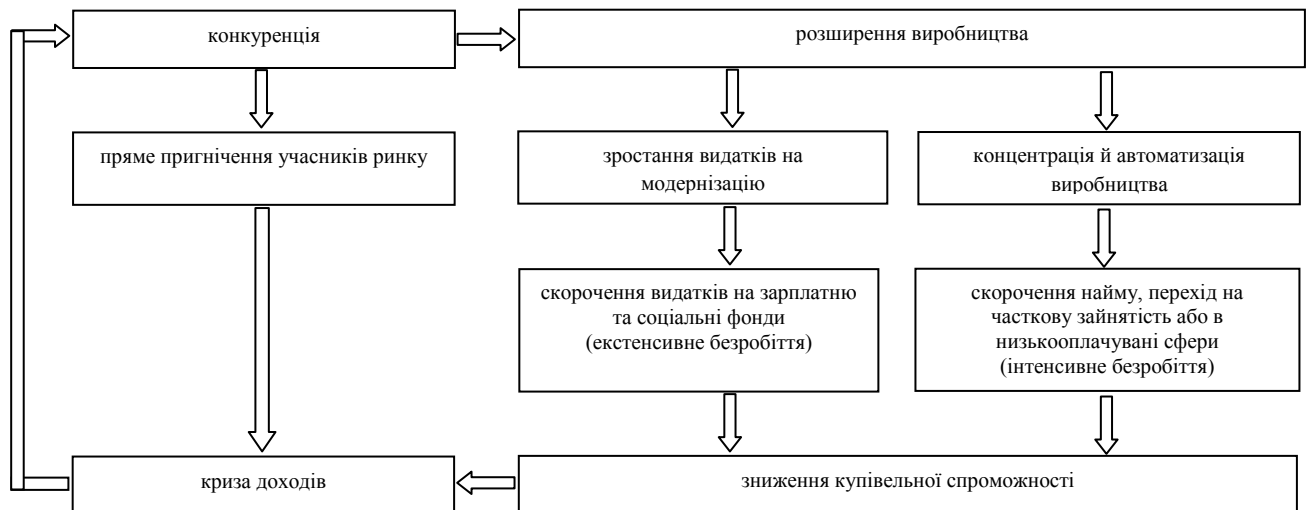 конкуренція
розширення виробництва
пряме пригнічення учасників ринку
зростання видатків на
модернізацію
концентрація й автоматизація
виробництва
скорочення видатків на зарплатню
та соціальні фонди
(екстенсивне безробіття)
скорочення найму, перехід на
часткову зайнятість або в
низькооплачувані сфери
(інтенсивне безробіття)
криза доходів
зниження купівельної спроможності